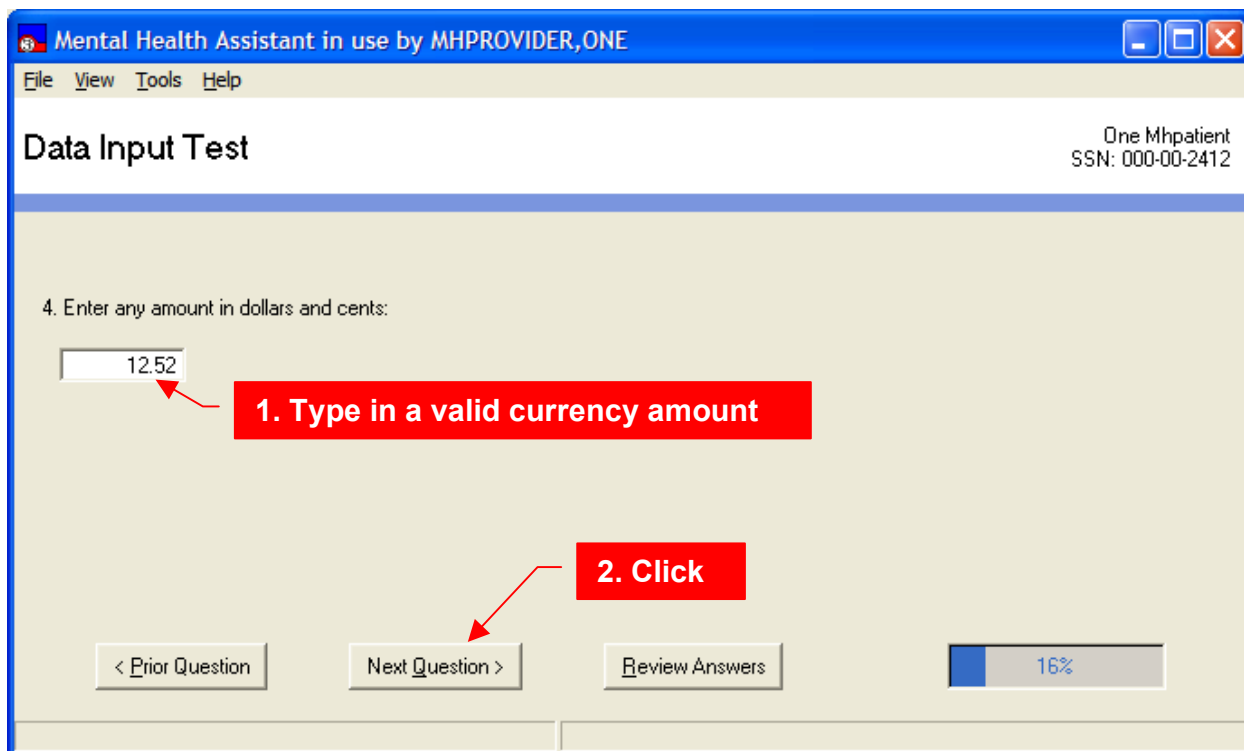 Mental Health Assistant in use by MHPROVIDER,ONE
File View Tools Help
Data Input Test
One Mhpatient
SSN: 000-00-2412
4. Enter any amount in dollars and cents:
12.52
1. Type in a valid currency amount
2. Click
< Prior Question
Next Question >
Review Answers
16%